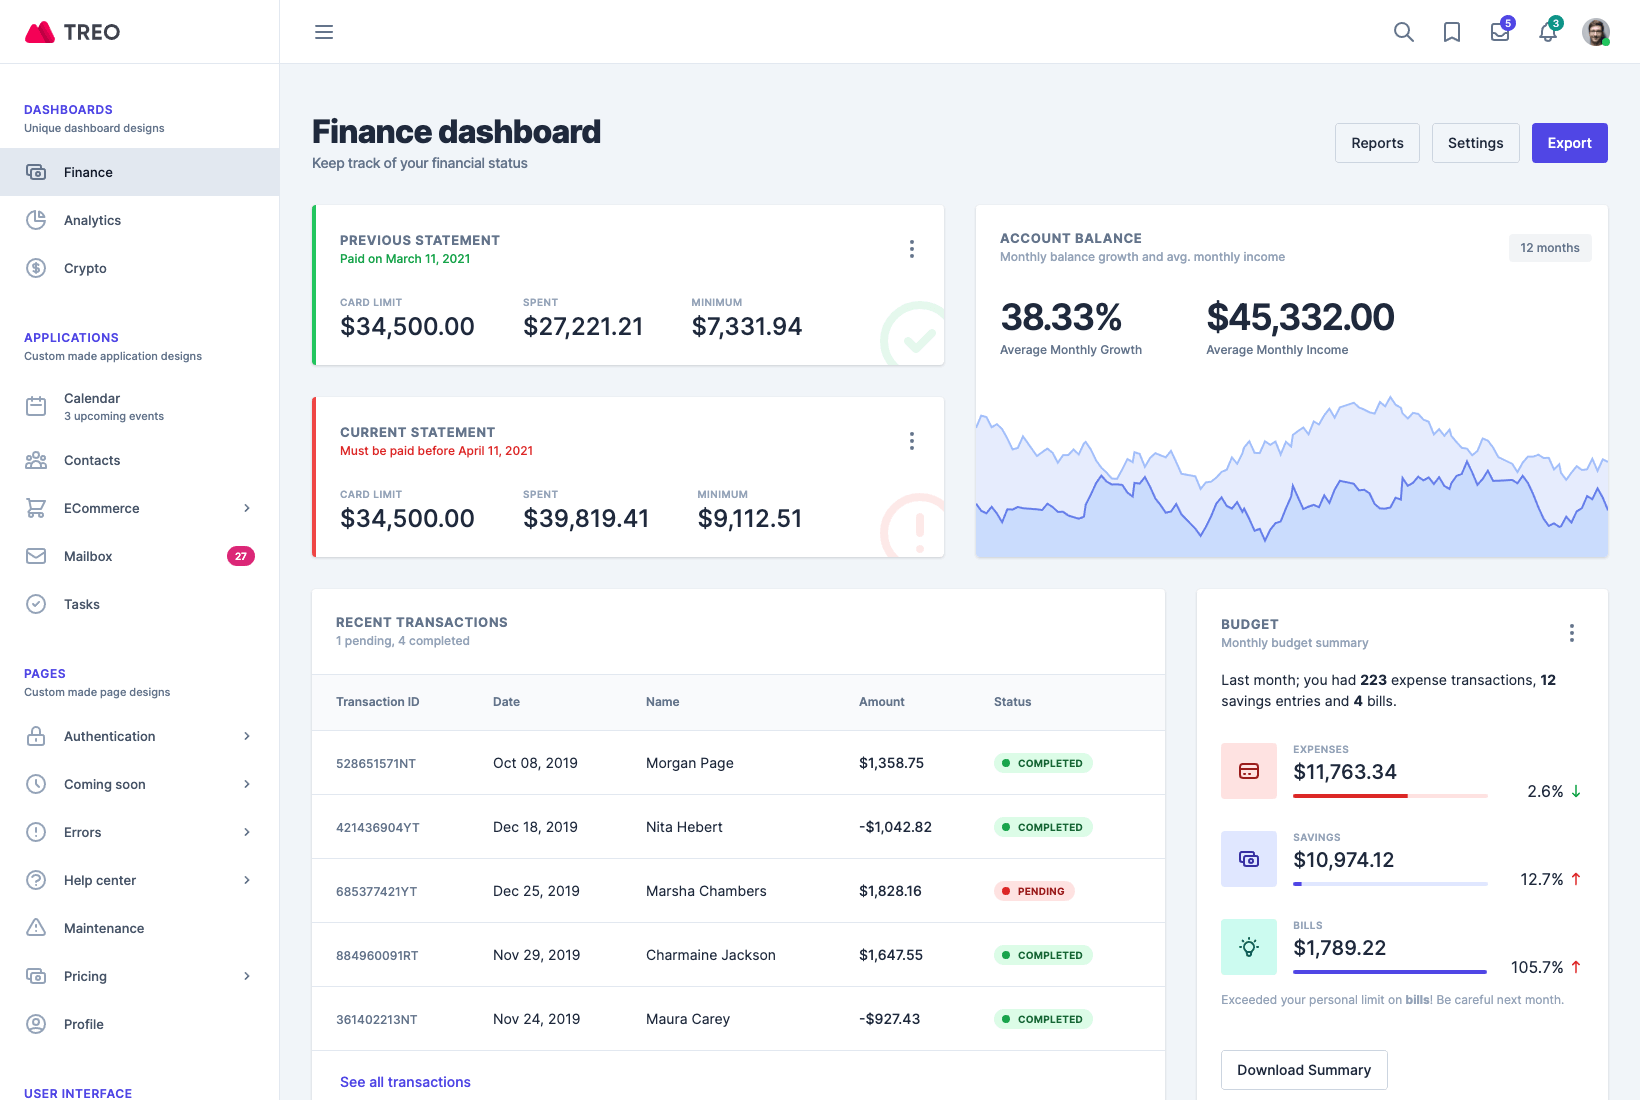 TREO
5
3
DASHBOARDS
Unique dashboard designs
Finance
Analytics
Crypto
APPLICATIONS
Custom made application designs
Calendar
3 upcoming events
Contacts
ECommerce
Mailbox
27
Tasks
PAGES
Custom made page designs
Authentication
Coming soon
Errors
Help center
Maintenance
Pricing
Profile
USER INTERFACE
Finance dashboard
Keep track of your financial status
Reports
Settings
Export
PREVIOUS STATEMENT
Paid on March 11, 2021
CARD LIMIT SPENT MINIMUM
$34,500.00 $27,221.21 $7,331.94
CURRENT STATEMENT
Must be paid before April 11, 2021
CARD LIMIT SPENT MINIMUM
$34,500.00 $39,819.41 $9,112.51
ACCOUNT BALANCE
Monthly balance growth and avg. monthly income
12 months
38.33% $45,332.00
Average Monthly Growth Average Monthly Income
RECENT TRANSACTIONS
1 pending, 4 completed
Transaction ID Date Name Amount Status
528651571NT Oct 08, 2019 Morgan Page $1,358.75 COMPLETED
421436904YT Dec 18, 2019 Nita Hebert -$1,042.82 COMPLETED
685377421YT Dec 25, 2019 Marsha Chambers $1,828.16 PENDING
884960091RT Nov 29, 2019 Charmaine Jackson $1,647.55 COMPLETED
361402213NT Nov 24, 2019 Maura Carey -$927.43 COMPLETED
See all transactions
BUDGET
Monthly budget summary
Last month; you had 223 expense transactions, 12
savings entries and 4 bills.
EXPENSES
$11,763.34
2.6%
SAVINGS
$10,974.12
12.7%
BILLS
$1,789.22
105.7%
Exceeded your personal limit on bills! Be careful next month.
Download Summary